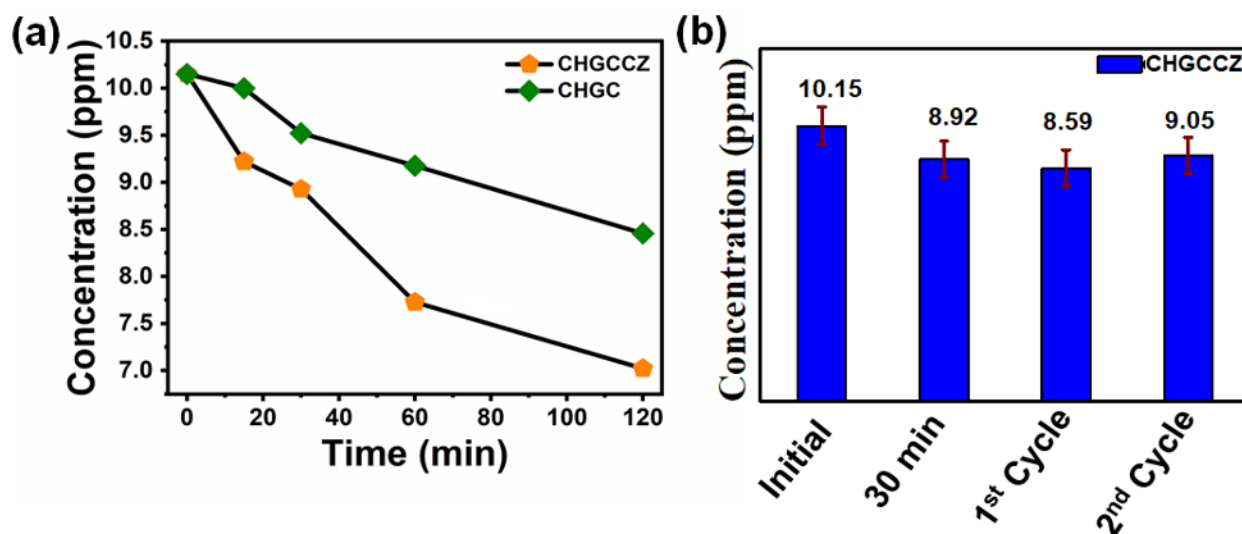 (a)
Concentration (ppm)
10.5
10.0
9.5
9.0
8.5
8.0
7.5
7.0
0
20
40
60
80
100
120
Time (min)
CHGCCZ
CHGC
(b)
Concentration (ppm)
CHGCCZ
10.15
8.92
8.59
9.05
Initial
30 min
1st Cycle
2nd Cycle